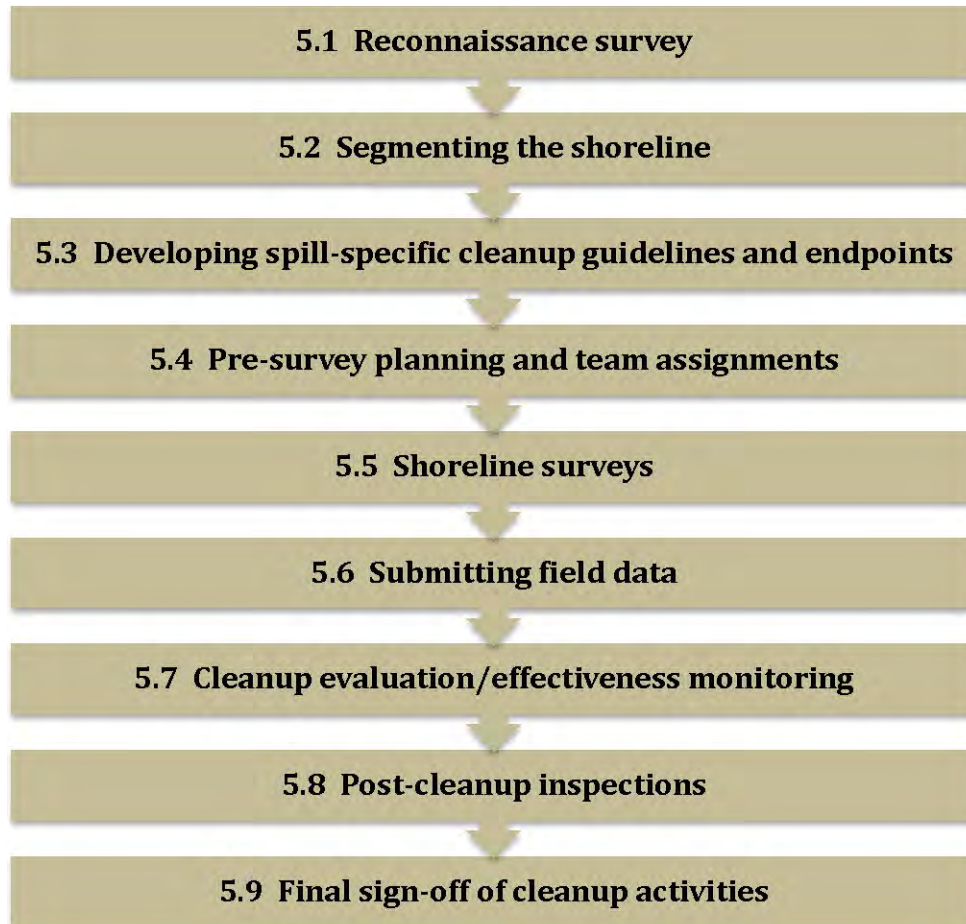 5.1 Reconnaissance survey
5.2 Segmenting the shoreline
5.3 Developing spill-specific cleanup guidelines and endpoints
5.4 Pre-survey planning and team assignments
5.5 Shoreline surveys
5.6 Submitting field data
5.7 Cleanup evaluation/effectiveness monitoring
5.8 Post-cleanup inspections
5.9 Final sign-off of cleanup activities